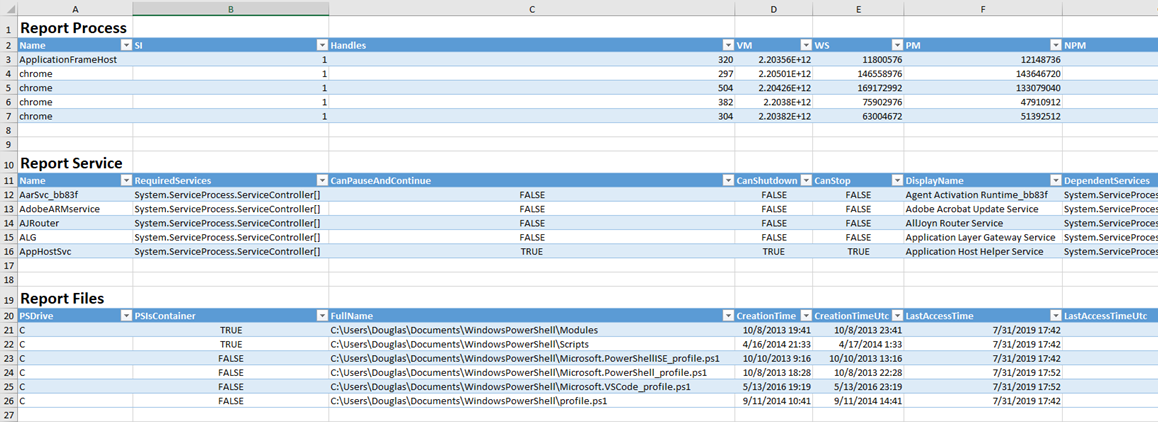 A B C D E F
1 Report Process
2 Name SI Handles VM WS PM NPM
3 ApplicationFrameHost 1 320 2.20356E+12 11800576 12148736
4 chrome 1 297 2.20501E+12 146558976 143646720
5 chrome 1 504 2.20426E+12 169172992 133079040
6 chrome 1 382 2.2038E+12 75902976 47910912
7 chrome 1 304 2.20382E+12 63004672 51392512
8
9
10 Report Service
11 Name RequiredServices CanPauseAndContinue CanShutdown CanStop DisplayName DependentServices
12 AarSvc_bb83f System.ServiceProcess.ServiceController[] FALSE FALSE FALSE Agent Activation Runtime_bb83f System.ServiceProces
13 AdobeARMservice System.ServiceProcess.ServiceController[] FALSE FALSE FALSE Adobe Acrobat Update Service System.ServiceProces
14 AJRouter System.ServiceProcess.ServiceController[] FALSE FALSE FALSE AllJoyn Router Service System.ServiceProces
15 ALG System.ServiceProcess.ServiceController[] FALSE FALSE FALSE Application Layer Gateway Service System.ServiceProces
16 AppHostSvc System.ServiceProcess.ServiceController[] TRUE TRUE TRUE Application Host Helper Service System.ServiceProces
17
18
19 Report Files
20 PSDrive PSIsContainer FullName CreationTime CreationTimeUtc LastAccessTime LastAccessTimeUtc
21 C TRUE C:\Users\Douglas\Documents\WindowsPowerShell\Modules 10/8/2013 19:41 10/8/2013 23:41 7/31/2019 17:42
22 C TRUE C:\Users\Douglas\Documents\WindowsPowerShell\Scripts 4/16/2014 21:33 4/17/2014 1:33 7/31/2019 17:42
23 C FALSE C:\Users\Douglas\Documents\WindowsPowerShell\Microsoft.PowerShellISE_profile.ps1 10/10/2013 9:16 10/10/2013 13:16 7/31/2019 17:42
24 C FALSE C:\Users\Douglas\Documents\WindowsPowerShell\Microsoft.PowerShell_profile.ps1 10/8/2013 18:28 10/8/2013 22:28 7/31/2019 17:52
25 C FALSE C:\Users\Douglas\Documents\WindowsPowerShell\Microsoft.VSCode_profile.ps1 5/13/2016 19:19 5/13/2016 23:19 7/31/2019 17:52
26 C FALSE C:\Users\Douglas\Documents\WindowsPowerShell\profile.ps1 9/11/2014 10:41 9/11/2014 14:41 7/31/2019 17:42
27